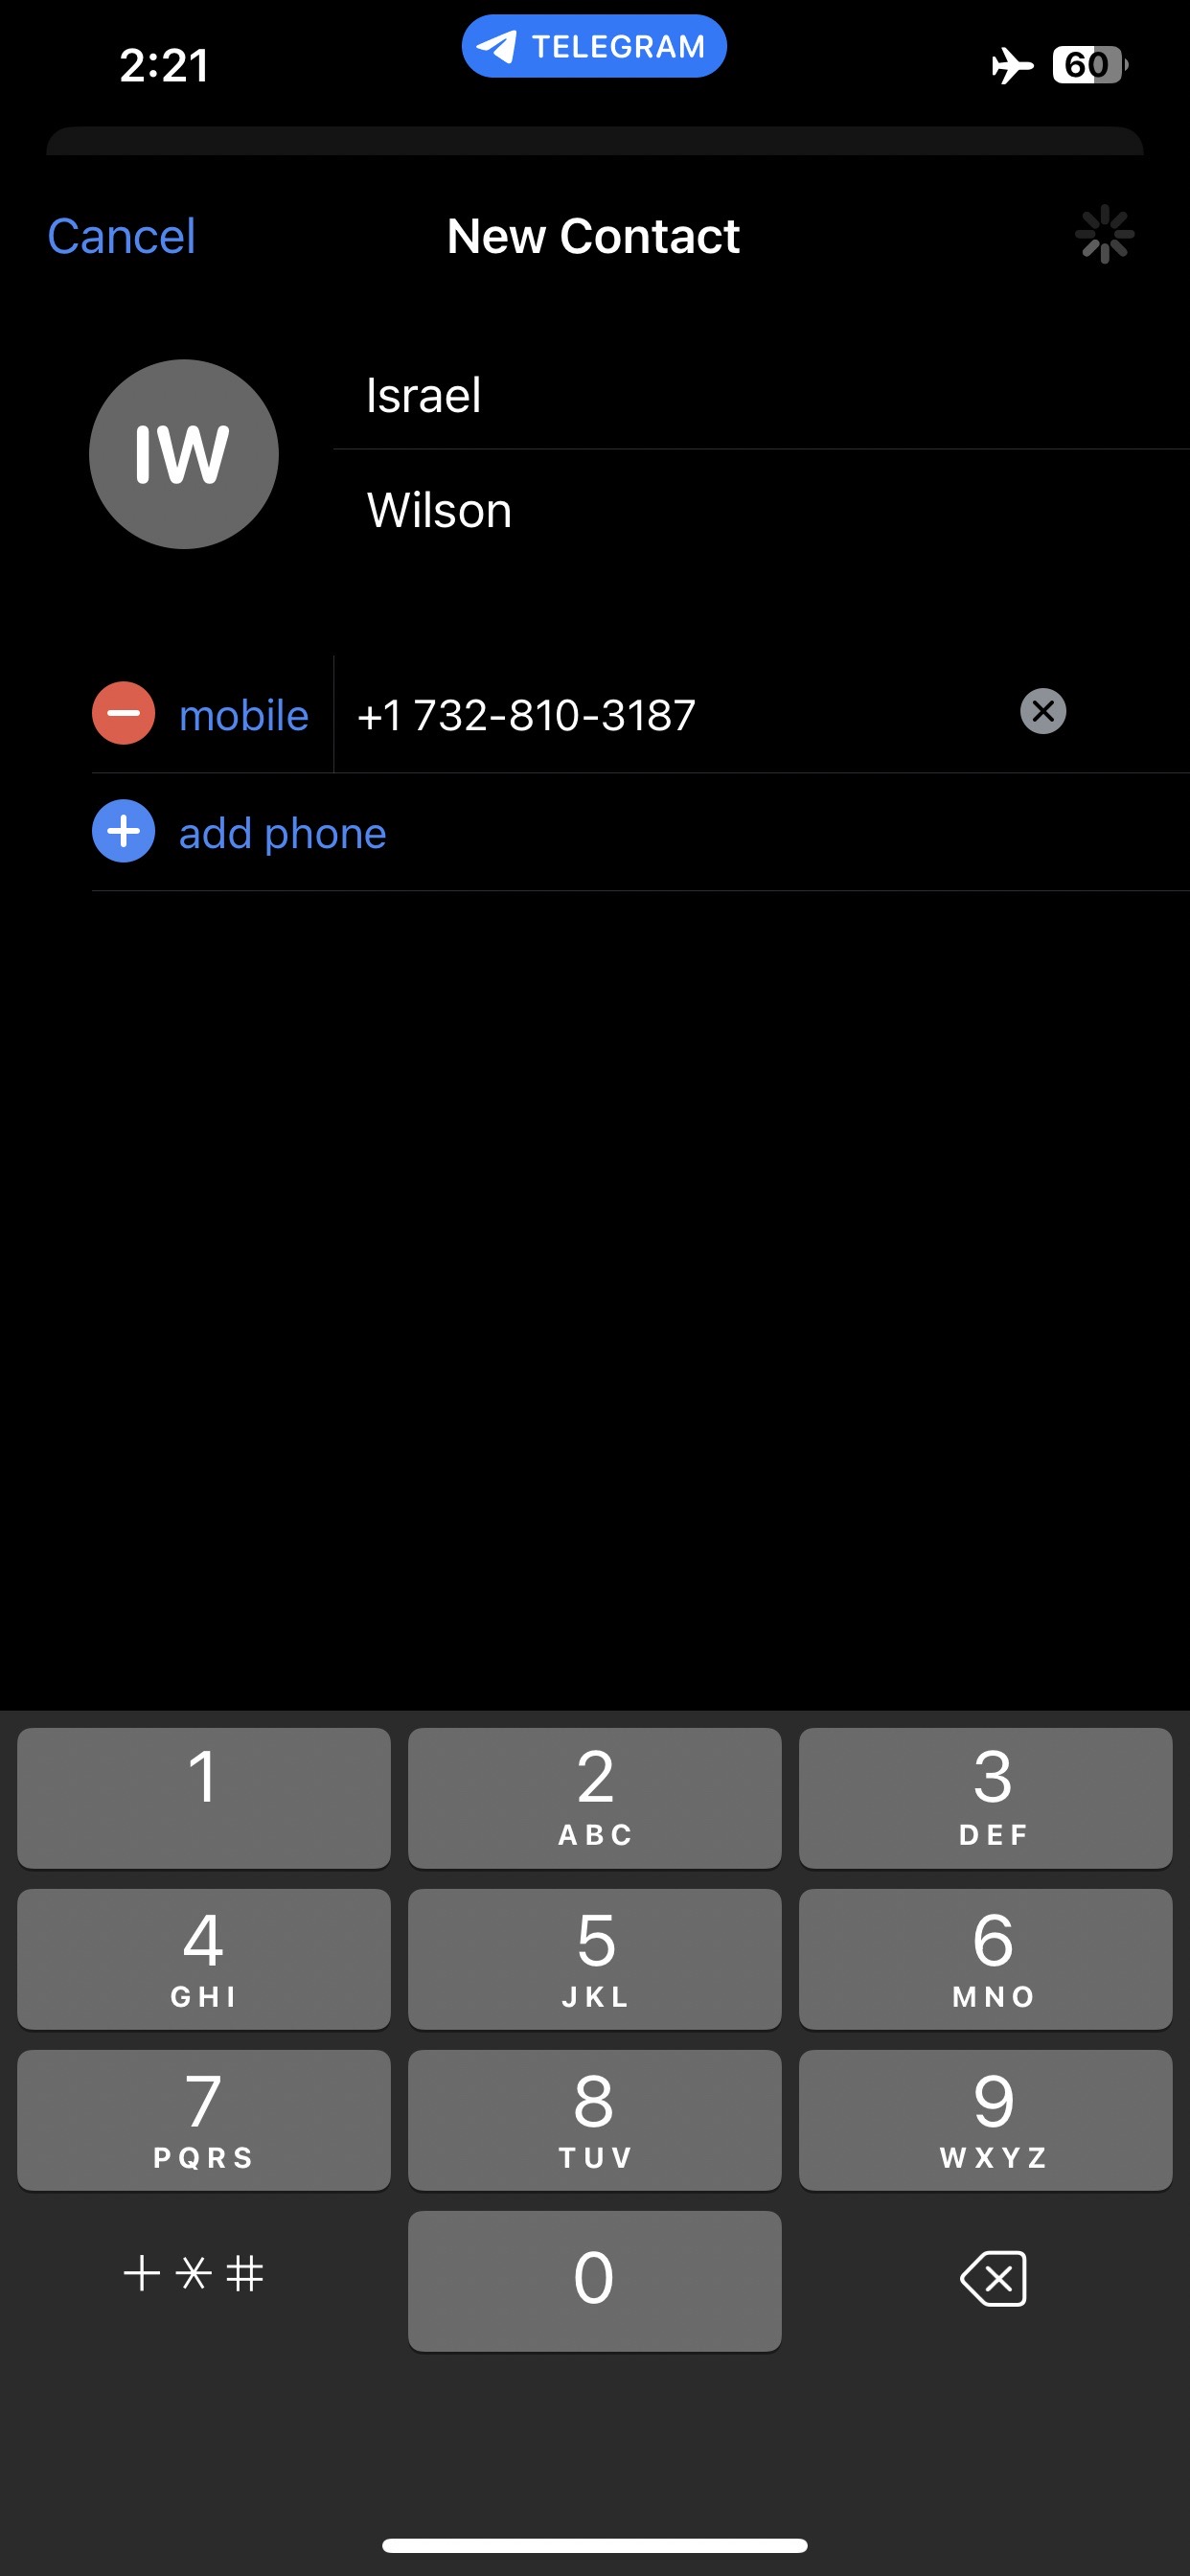 2:21
TELEGRAM
60
Cancel
New Contact
IW
Israel
Wilson
mobile
+1 732-810-3187
add phone
1
2
ABC
3
DEF
4
GHI
5
JKL
6
MNO
7
PQRS
8
TUV
9
WXYZ
+*#
0